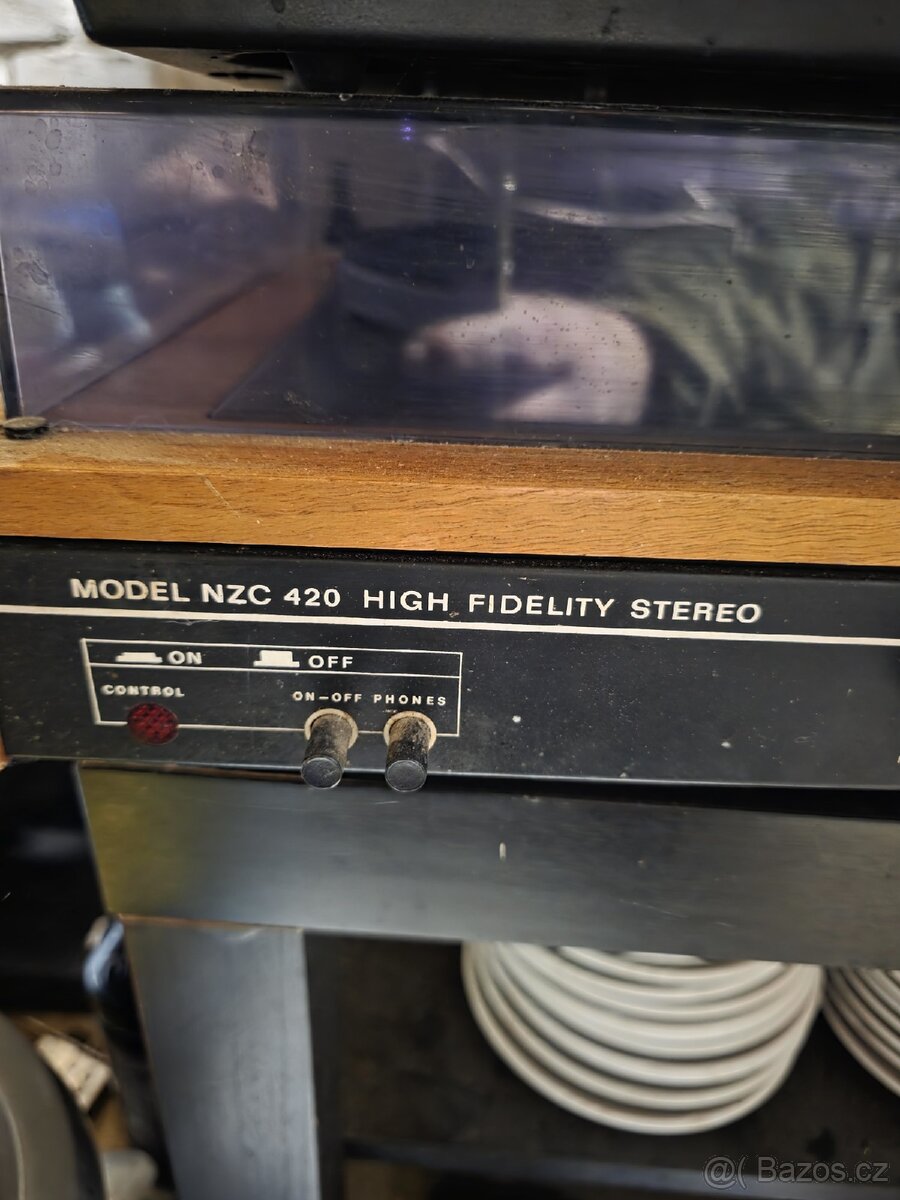 MODEL NZC 420 HIGH FIDELITY STEREO
ON OFF
CONTROL ON-OFF PHONES
@( Bazos.cz